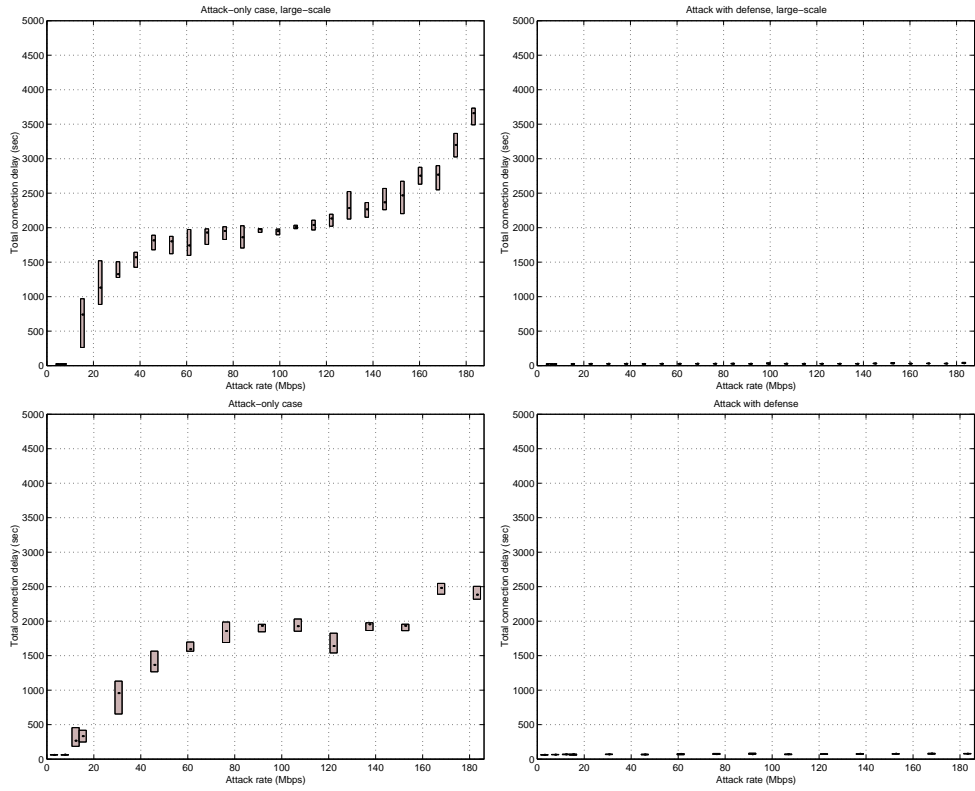 Attack−only case, large−scale
5000
4500
4000
3500
3000
2500
2000
1500
1000
500
0
Total connection delay (sec)
0 20 40 60 80 100 120 140 160 180
Attack rate (Mbps)
Attack with defense, large−scale
5000
4500
4000
3500
3000
2500
2000
1500
1000
500
0
Total connection delay (sec)
0 20 40 60 80 100 120 140 160 180
Attack rate (Mbps)
Attack−only case
5000
4500
4000
3500
3000
2500
2000
1500
1000
500
0
Total connection delay (sec)
0 20 40 60 80 100 120 140 160 180
Attack rate (Mbps)
Attack with defense
5000
4500
4000
3500
3000
2500
2000
1500
1000
500
0
Total connection delay (sec)
0 20 40 60 80 100 120 140 160 180
Attack rate (Mbps)